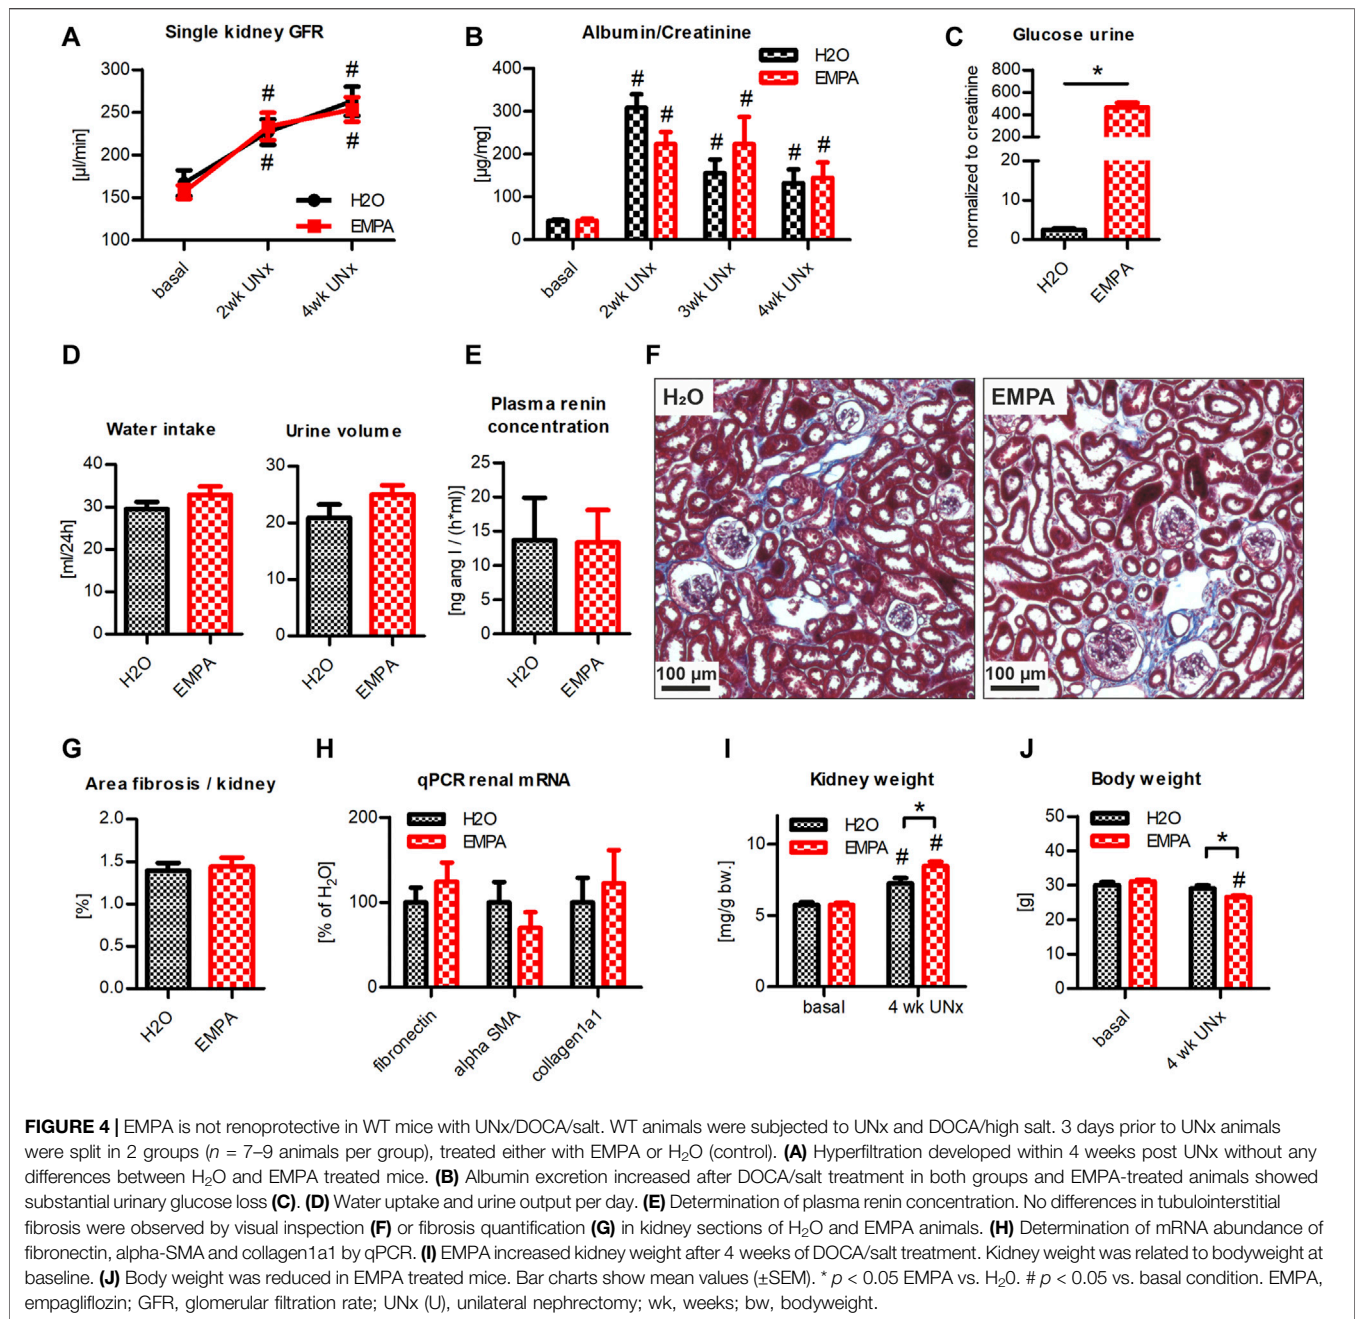 A
Single kidney GFR
300
250
200
150
100
[µl/min]
#
#
#
#
H2O
EMPA
basal
2wk UNx
4wk UNx
B
Albumin/Creatinine
H2O
EMPA
400
300
200
100
0
[µg/mg]
#
#
#
#
#
#
basal
2wk UNx
3wk UNx
4wk UNx
C
Glucose urine
normalized to creatinine
800
600
400
200
20
10
0
*
H2O
EMPA
D
Water intake
40
30
20
10
0
[ml/24h]
H2O
EMPA
Urine volume
30
20
10
0
H2O
EMPA
E
Plasma renin
concentration
25
20
15
10
5
0
[ng ang I / (h*ml)]
H2O
EMPA
F
H₂O
100 µm
EMPA
100 µm
G
Area fibrosis / kidney
2.0
1.5
1.0
0.5
0.0
[%]
H2O
EMPA
H
qPCR renal mRNA
H2O
EMPA
200
100
0
[% of H₂O]
fibronectin
alpha SMA
collagen1a1
I
Kidney weight
H2O
EMPA
10
5
0
[mg/g bw.]
*
#
#
basal
4 wk UNx
J
Body weight
H2O
EMPA
50
40
30
20
10
0
[g]
*
#
basal
4 wk UNx
FIGURE 4 | EMPA is not renoprotective in WT mice with UNx/DOCA/salt. WT animals were subjected to UNx and DOCA/high salt. 3 days prior to UNx animals
were split in 2 groups (n = 7–9 animals per group), treated either with EMPA or H₂O (control). (A) Hyperfiltration developed within 4 weeks post UNx without any
differences between H₂O and EMPA treated mice. (B) Albumin excretion increased after DOCA/salt treatment in both groups and EMPA-treated animals showed
substantial urinary glucose loss (C). (D) Water uptake and urine output per day. (E) Determination of plasma renin concentration. No differences in tubulointerstitial
fibrosis were observed by visual inspection (F) or fibrosis quantification (G) in kidney sections of H₂O and EMPA animals. (H) Determination of mRNA abundance of
fibronectin, alpha-SMA and collagen1a1 by qPCR. (I) EMPA increased kidney weight after 4 weeks of DOCA/salt treatment. Kidney weight was related to bodyweight at
baseline. (J) Body weight was reduced in EMPA treated mice. Bar charts show mean values (±SEM). * p < 0.05 EMPA vs. H₂0. # p < 0.05 vs. basal condition. EMPA,
empagliflozin; GFR, glomerular filtration rate; UNx (U), unilateral nephrectomy; wk, weeks; bw, bodyweight.